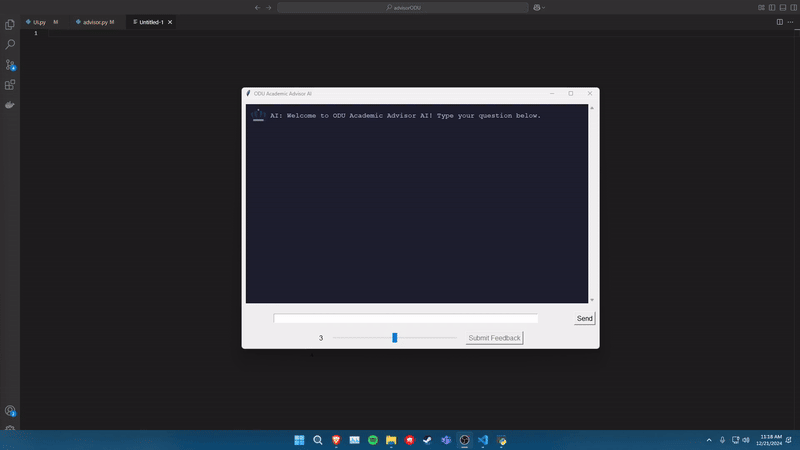 advisorODU
UI.py M
advisor.py M
Untitled-1
1
ODU Academic Advisor AI
AI: Welcome to ODU Academic Advisor AI! Type your question below.
Send
3
Submit Feedback
11:18 AM
12/21/2024